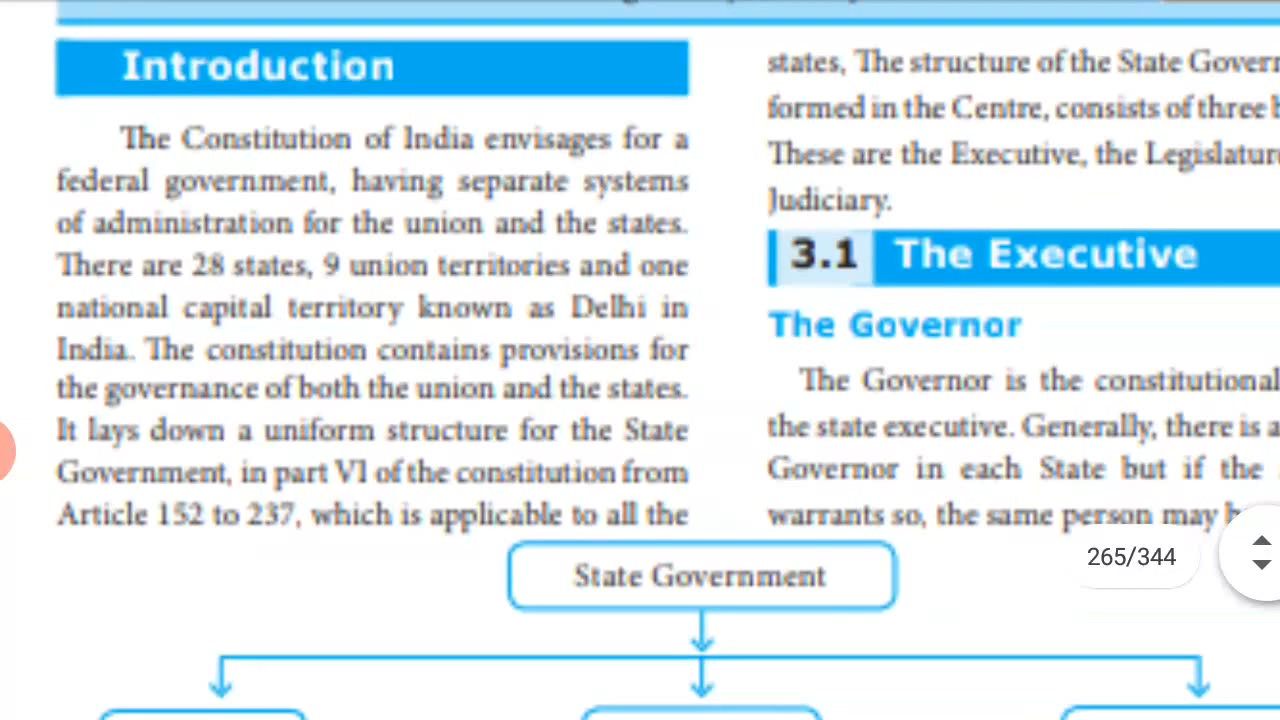 Introduction
The Constitution of India envisages for a
federal government, having separate systems
of administration for the union and the states.
There are 28 states, 9 union territories and one
national capital territory known as Delhi in
India. The constitution contains provisions for
the governance of both the union and the states.
It lays down a uniform structure for the State
Government, in part VI of the constitution from
Article 152 to 237, which is applicable to all the
states, The structure of the State
formed in the Centre, consists of three
These are the Executive, the
Judiciary.
3.1 The Executive
The Governor
The Governor is the constitutional
the state executive. Generally, there is a
Governor in each State but if the
warrants so, the same person may
265/344
State Government